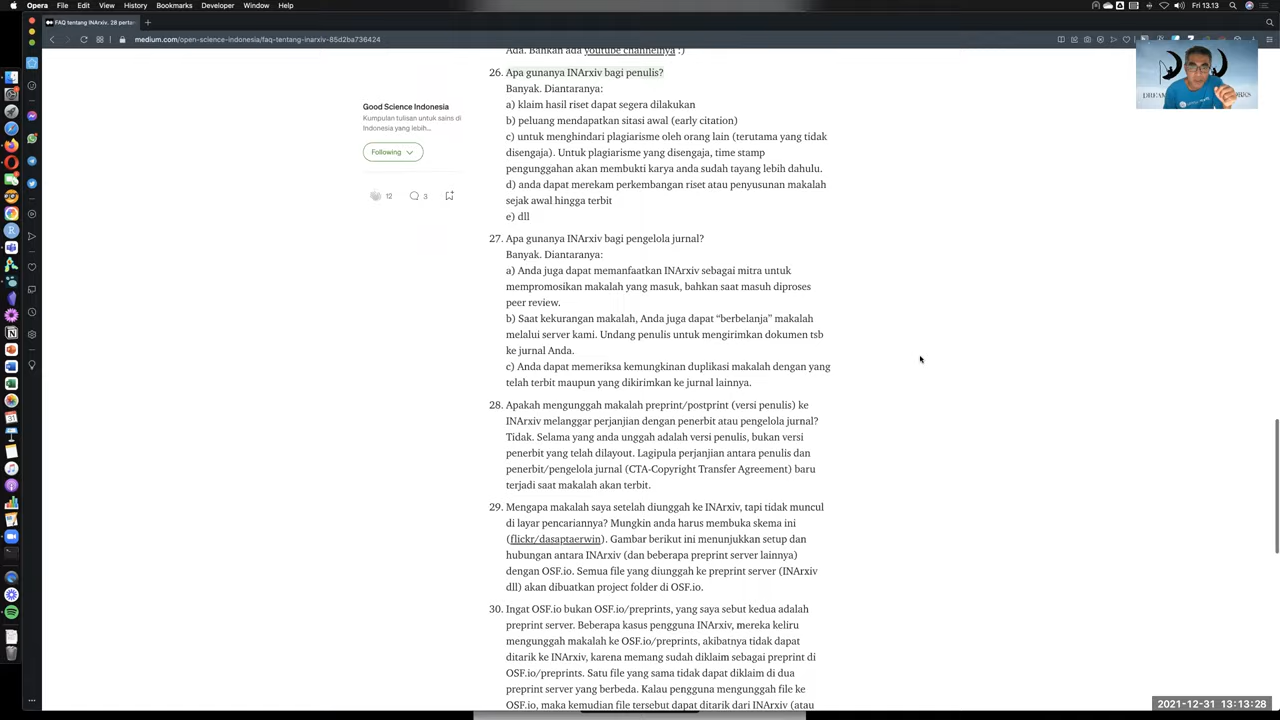 Opera File Edit View History Bookmarks Developer Window Help
Fri 13.13
FAQ tentang INArxiv. 28 perta
medium.com/open-science-indonesia/faq-tentang-inarxiv-85d2ba736424
Ada. Bahkan ada youtube channelnya :)
26. Apa gunanya INArxiv bagi penulis?
Banyak. Diantaranya:
a) klaim hasil riset dapat segera dilakukan
b) peluang mendapatkan sitasi awal (early citation)
c) untuk menghindari plagiarisme oleh orang lain (terutama yang tidak
disengaja). Untuk plagiarisme yang disengaja, time stamp
pengunggahan akan membukti karya anda sudah tayang lebih dahulu.
d) anda dapat merekam perkembangan riset atau penyusunan makalah
sejak awal hingga terbit
e) dll
Good Science Indonesia
Kumpulan tulisan untuk sains di
Indonesia yang lebih...
Following
12
3
27. Apa gunanya INArxiv bagi pengelola jurnal?
Banyak. Diantaranya:
a) Anda juga dapat memanfaatkan INArxiv sebagai mitra untuk
mempromosikan makalah yang masuk, bahkan saat masuh diproses
peer review.
b) Saat kekurangan makalah, Anda juga dapat “berbelanja” makalah
melalui server kami. Undang penulis untuk mengirimkan dokumen tsb
ke jurnal Anda.
c) Anda dapat memeriksa kemungkinan duplikasi makalah dengan yang
telah terbit maupun yang dikirimkan ke jurnal lainnya.
28. Apakah mengunggah makalah preprint/postprint (versi penulis) ke
INArxiv melanggar perjanjian dengan penerbit atau pengelola jurnal?
Tidak. Selama yang anda unggah adalah versi penulis, bukan versi
penerbit yang telah dilayout. Lagipula perjanjian antara penulis dan
penerbit/pengelola jurnal (CTA-Copyright Transfer Agreement) baru
terjadi saat makalah akan terbit.
29. Mengapa makalah saya setelah diunggah ke INArxiv, tapi tidak muncul
di layar pencariannya? Mungkin anda harus membuka skema ini
(flickr/dasaptaerwin). Gambar berikut ini menunjukkan setup dan
hubungan antara INArxiv (dan beberapa preprint server lainnya)
dengan OSF.io. Semua file yang diunggah ke preprint server (INArxiv
dll) akan dibuatkan project folder di OSF.io.
30. Ingat OSF.io bukan OSF.io/preprints, yang saya sebut kedua adalah
preprint server. Beberapa kasus pengguna INArxiv, mereka keliru
mengunggah makalah ke OSF.io/preprints, akibatnya tidak dapat
ditarik ke INArxiv, karena memang sudah diklaim sebagai preprint di
OSF.io/preprints. Satu file yang sama tidak dapat diklaim di dua
preprint server yang berbeda. Kalau pengguna mengunggah file ke
OSF.io, maka kemudian file tersebut dapat ditarik dari INArxiv (atau
2021-12-31 13:13:28